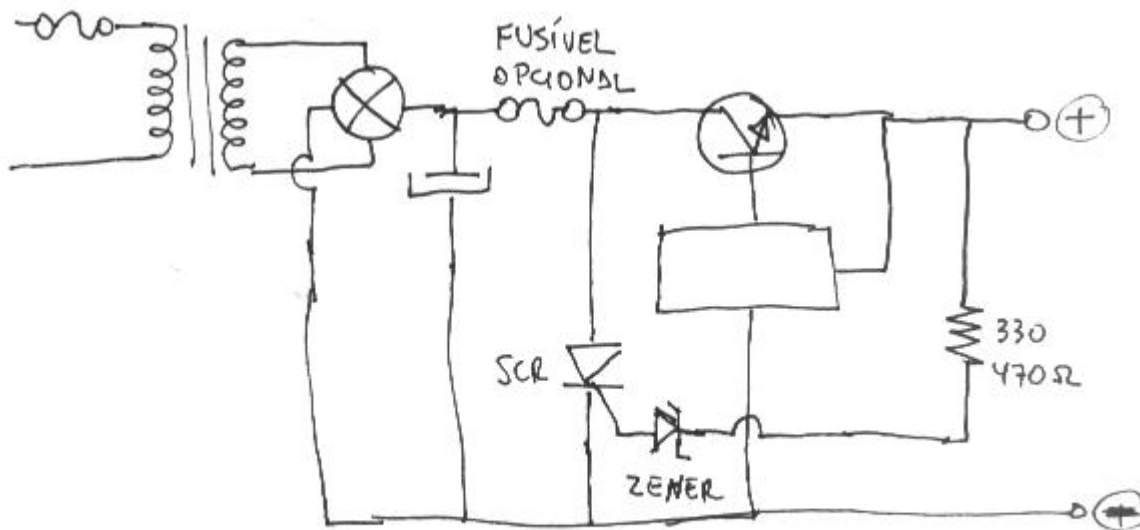 FUSÍVEL
OPCIONAL
+
SCR
330
470Ω
ZENER